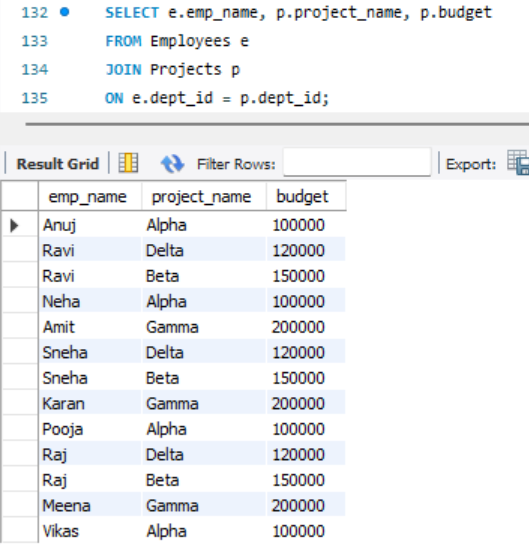 132 SELECT e.emp_name, p.project_name, p.budget
133 FROM Employees e
134 JOIN Projects p
135 ON e.dept_id = p.dept_id;
Result Grid Filter Rows: Export:
emp_name project_name budget
Anuj Alpha 100000
Ravi Delta 120000
Ravi Beta 150000
Neha Alpha 100000
Amit Gamma 200000
Sneha Delta 120000
Sneha Beta 150000
Karan Gamma 200000
Pooja Alpha 100000
Raj Delta 120000
Raj Beta 150000
Meena Gamma 200000
Vikas Alpha 100000